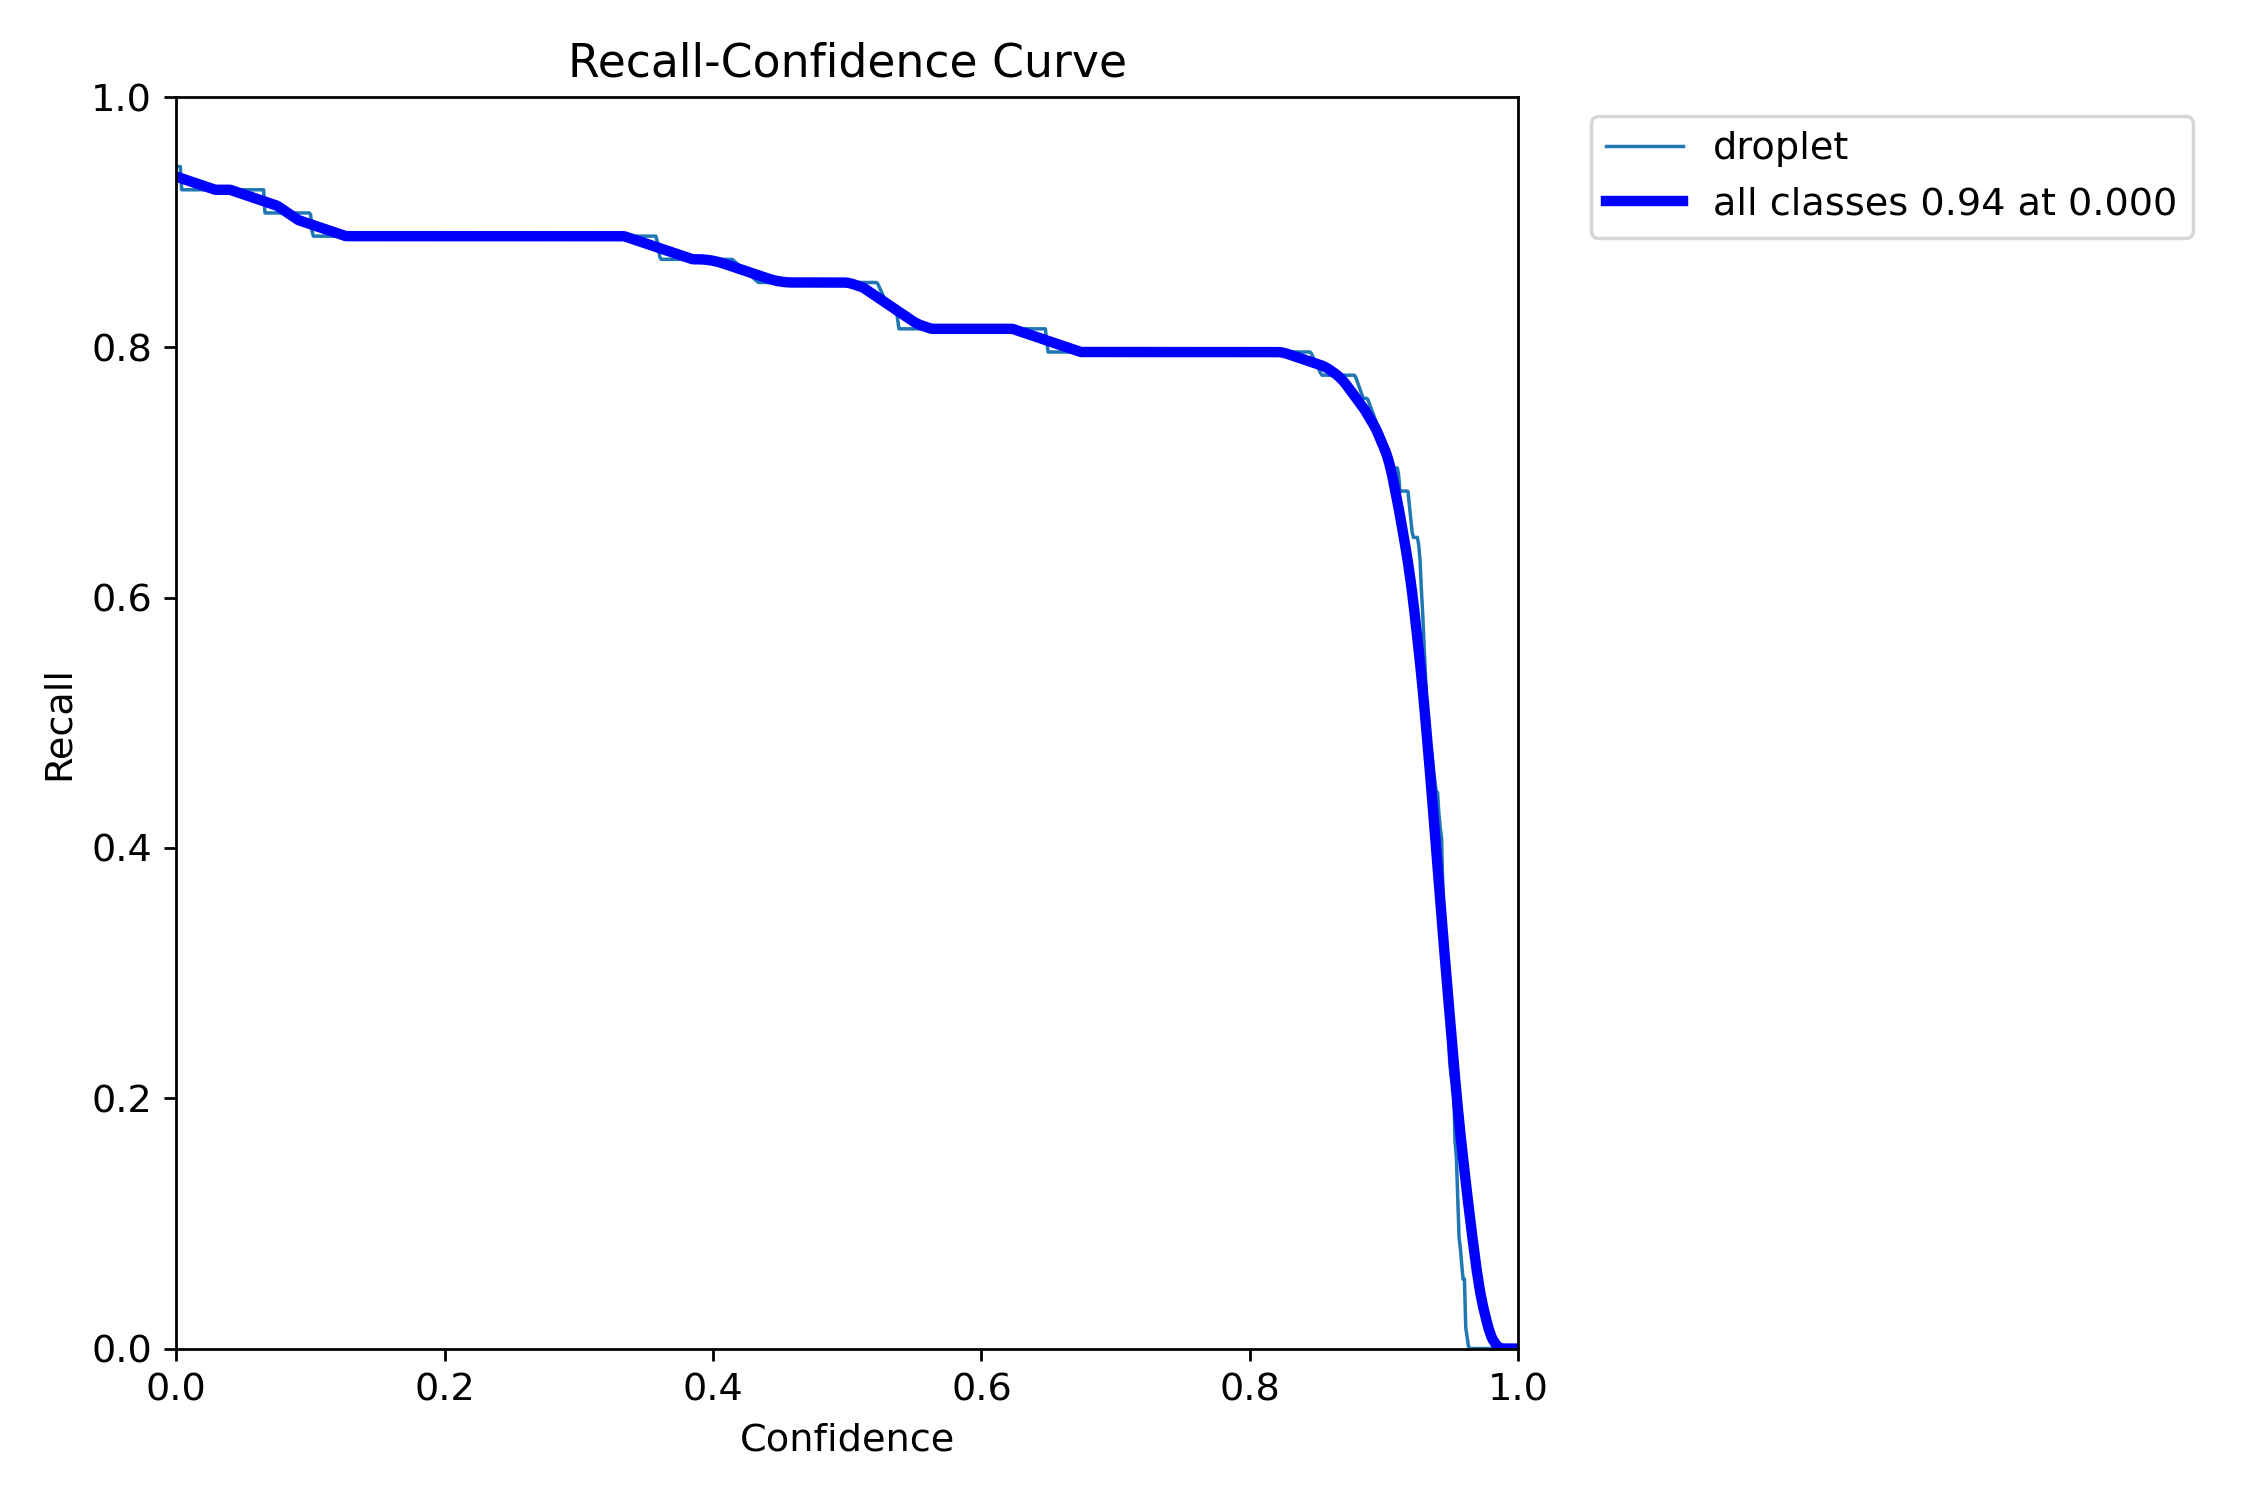 Recall-Confidence Curve
1.0
0.8
0.6
0.4
0.2
0.0
Recall
0.0 0.2 0.4 0.6 0.8 1.0
Confidence
droplet
all classes 0.94 at 0.000